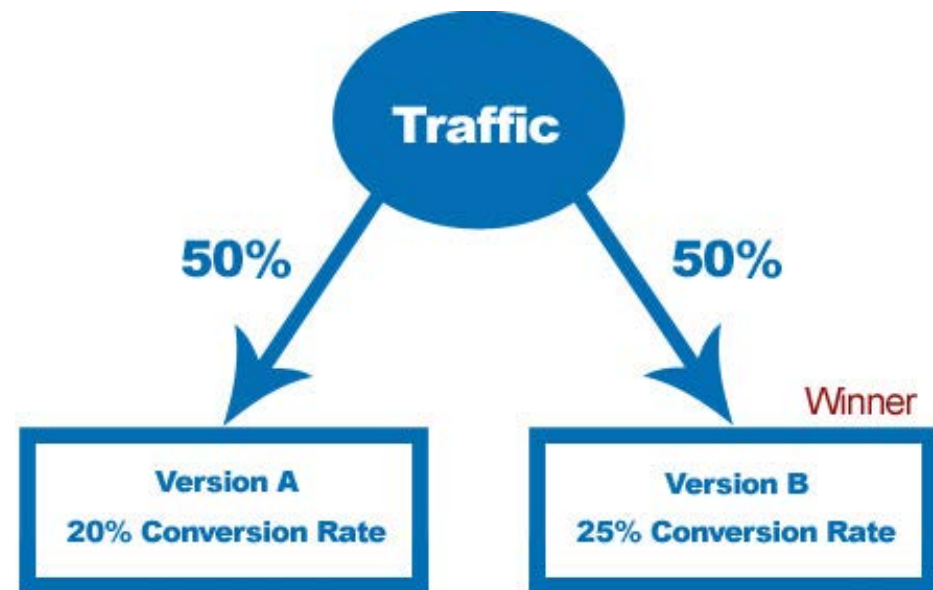 Traffic
50%
50%
Winner
Version A
20% Conversion Rate
Version B
25% Conversion Rate